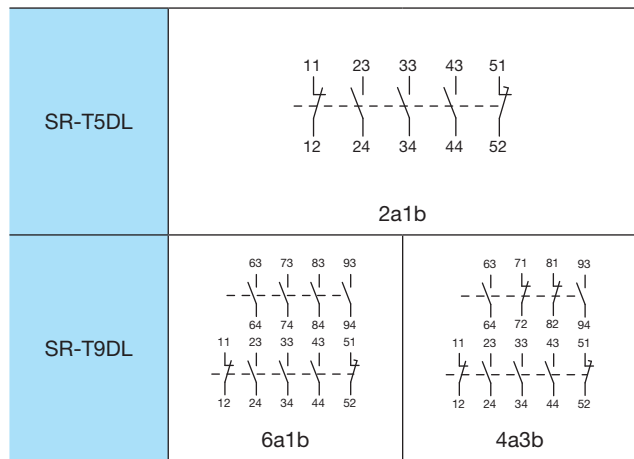 SR-T5DL
11 23 33 43 51
12 24 34 44 52
2a1b
SR-T9DL
63 73 83 93
64 74 84 94
11 23 33 43 51
12 24 34 44 52
6a1b
63 71 81 93
64 72 82 94
11 23 33 43 51
12 24 34 44 52
4a3b